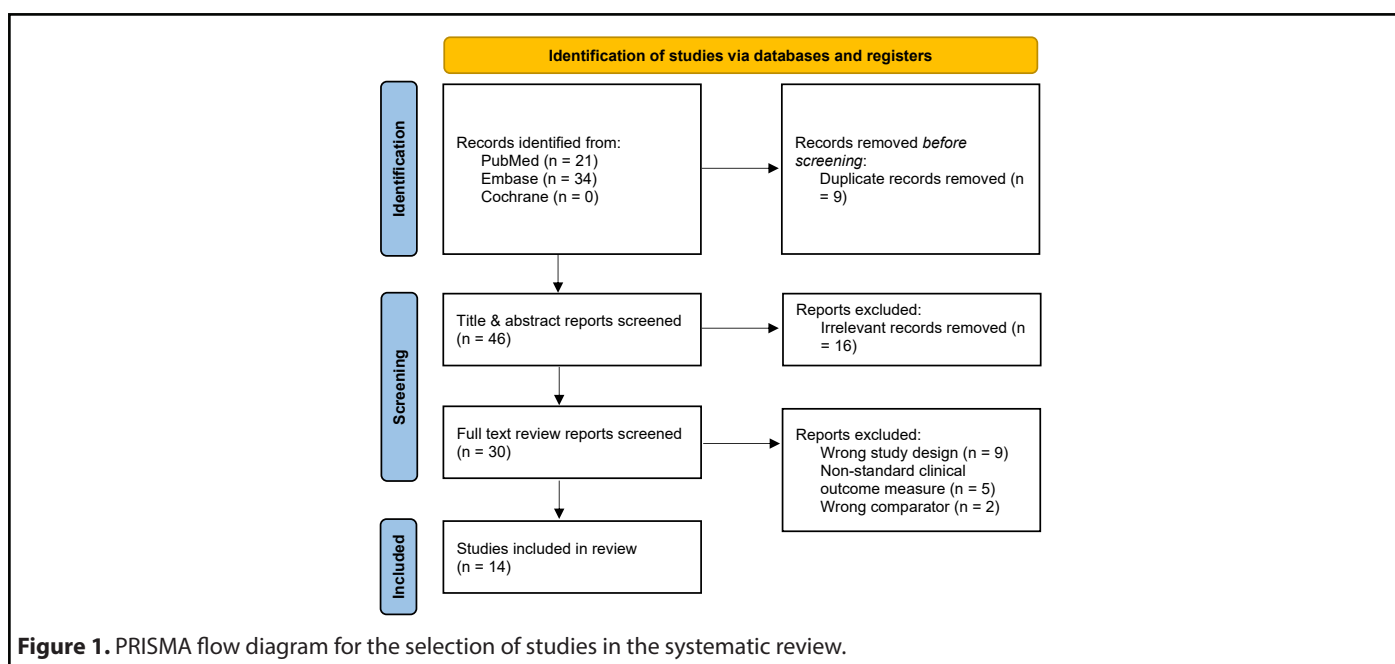 Identification of studies via databases and registers
Identification
Records identified from:
PubMed (n = 21)
Embase (n = 34)
Cochrane (n = 0)
Records removed before
screening:
Duplicate records removed (n
= 9)
Screening
Title & abstract reports screened
(n = 46)
Reports excluded:
Irrelevant records removed (n
= 16)
Full text review reports screened
(n = 30)
Reports excluded:
Wrong study design (n = 9)
Non-standard clinical
outcome measure (n = 5)
Wrong comparator (n = 2)
Included
Studies included in review
(n = 14)
Figure 1. PRISMA flow diagram for the selection of studies in the systematic review.